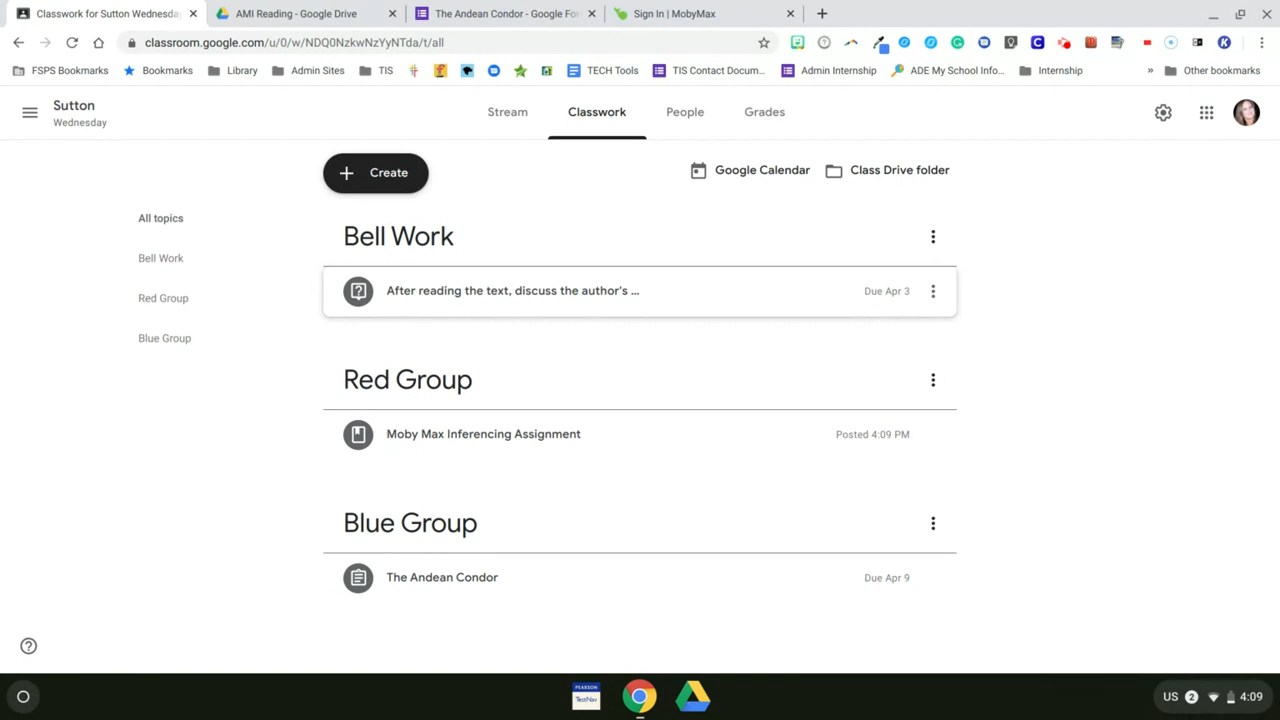 Classwork for Sutton Wednesday
AMI Reading - Google Drive
The Andean Condor - Google For
Sign In | MobyMax
classroom.google.com/u/0/w/NDQ0NzkwNzYyNTda/t/all
FSPS Bookmarks
Bookmarks
Library
Admin Sites
TIS
TECH Tools
TIS Contact Docum...
Admin Internship
ADE My School Info...
Internship
»
Other bookmarks
Sutton
Wednesday
Stream
Classwork
People
Grades
Create
Google Calendar
Class Drive folder
All topics
Bell Work
Red Group
Blue Group
Bell Work
After reading the text, discuss the author's ...
Due Apr 3
Red Group
Moby Max Inferencing Assignment
Posted 4:09 PM
Blue Group
The Andean Condor
Due Apr 9
PEARSON
TestNav
US
2
4:09